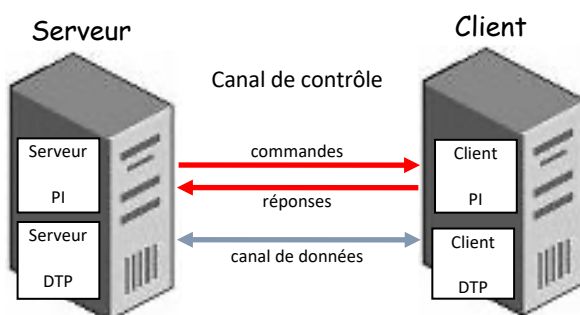 Serveur
Client
Canal de contrôle
Serveur
PI
commandes
Client
PI
réponses
Serveur
DTP
canal de données
Client
DTP